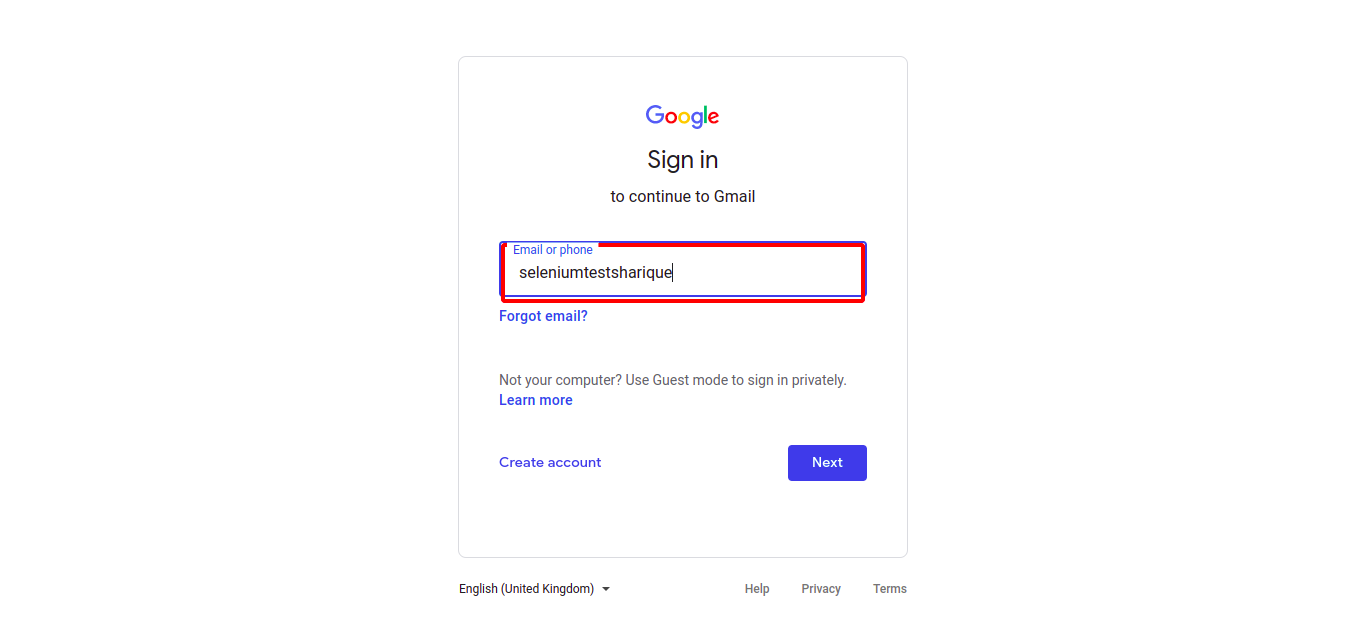 Google
Sign in
to continue to Gmail
Email or phone
seleniumtestsharique
Forgot email?
Not your computer? Use Guest mode to sign in privately.
Learn more
Create account
Next
English (United Kingdom)
Help
Privacy
Terms